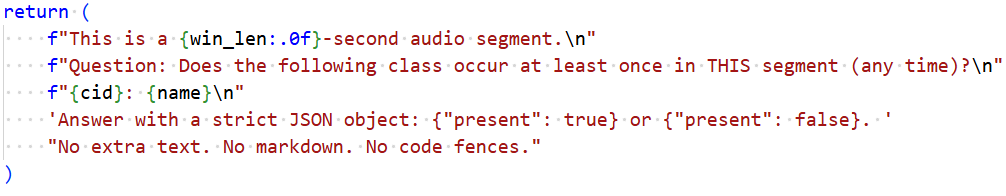 return (
    f"This is a {win_len:.0f}-second audio segment.\n"
    f"Question: Does the following class occur at least once in THIS segment (any time)?\n"
    f"{cid}: {name}\n"
    'Answer with a strict JSON object: {"present": true} or {"present": false}. '
    "No extra text. No markdown. No code fences."
)